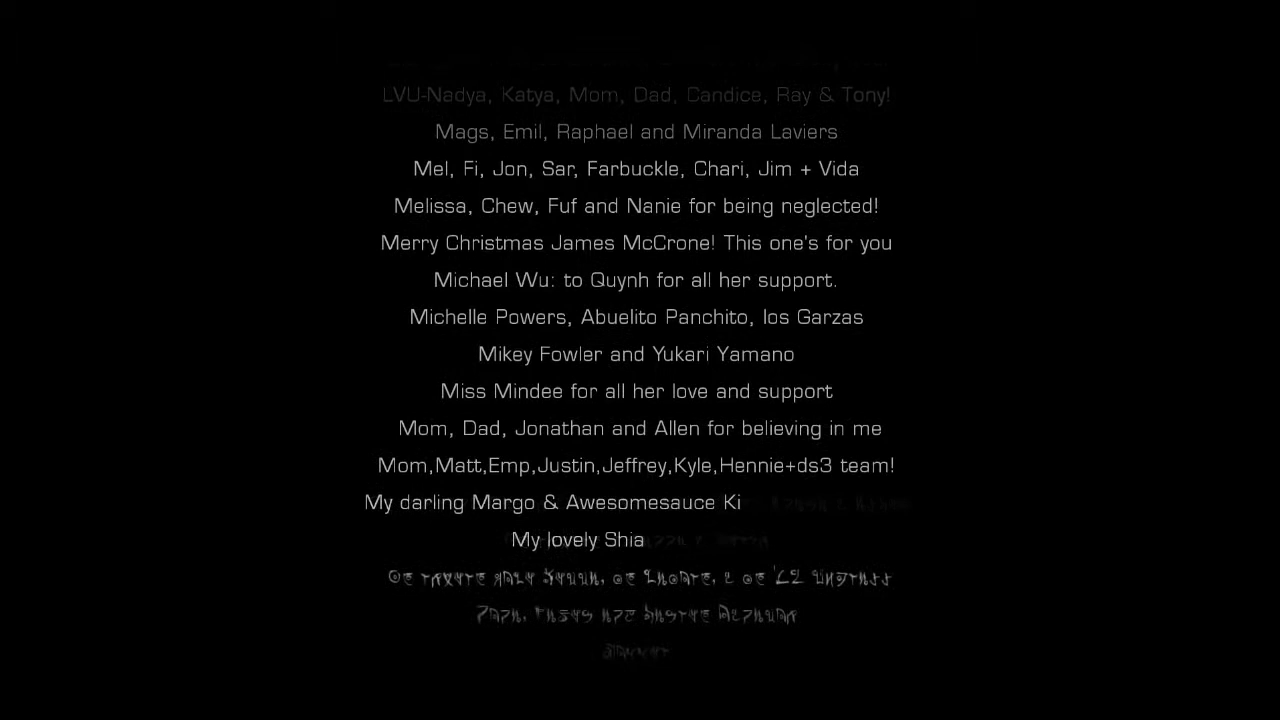 LVU-Nadya, Katya, Mom, Dad, Candice, Ray & Tony!
Mags, Emil, Raphael and Miranda Laviers
Mel, Fi, Jon, Sar, Farbuckle, Chari, Jim + Vida
Melissa, Chew, Fuf and Nanie for being neglected!
Merry Christmas James McCrone! This one's for you
Michael Wu: to Quynh for all her support.
Michelle Powers, Abuelito Panchito, los Garzas
Mikey Fowler and Yukari Yamano
Miss Mindee for all her love and support
Mom, Dad, Jonathan and Allen for believing in me
Mom,Matt,Emp,Justin,Jeffrey,Kyle,Hennie+ds3 team!
My darling Margo & Awesomesauce Ki
My lovely Shia